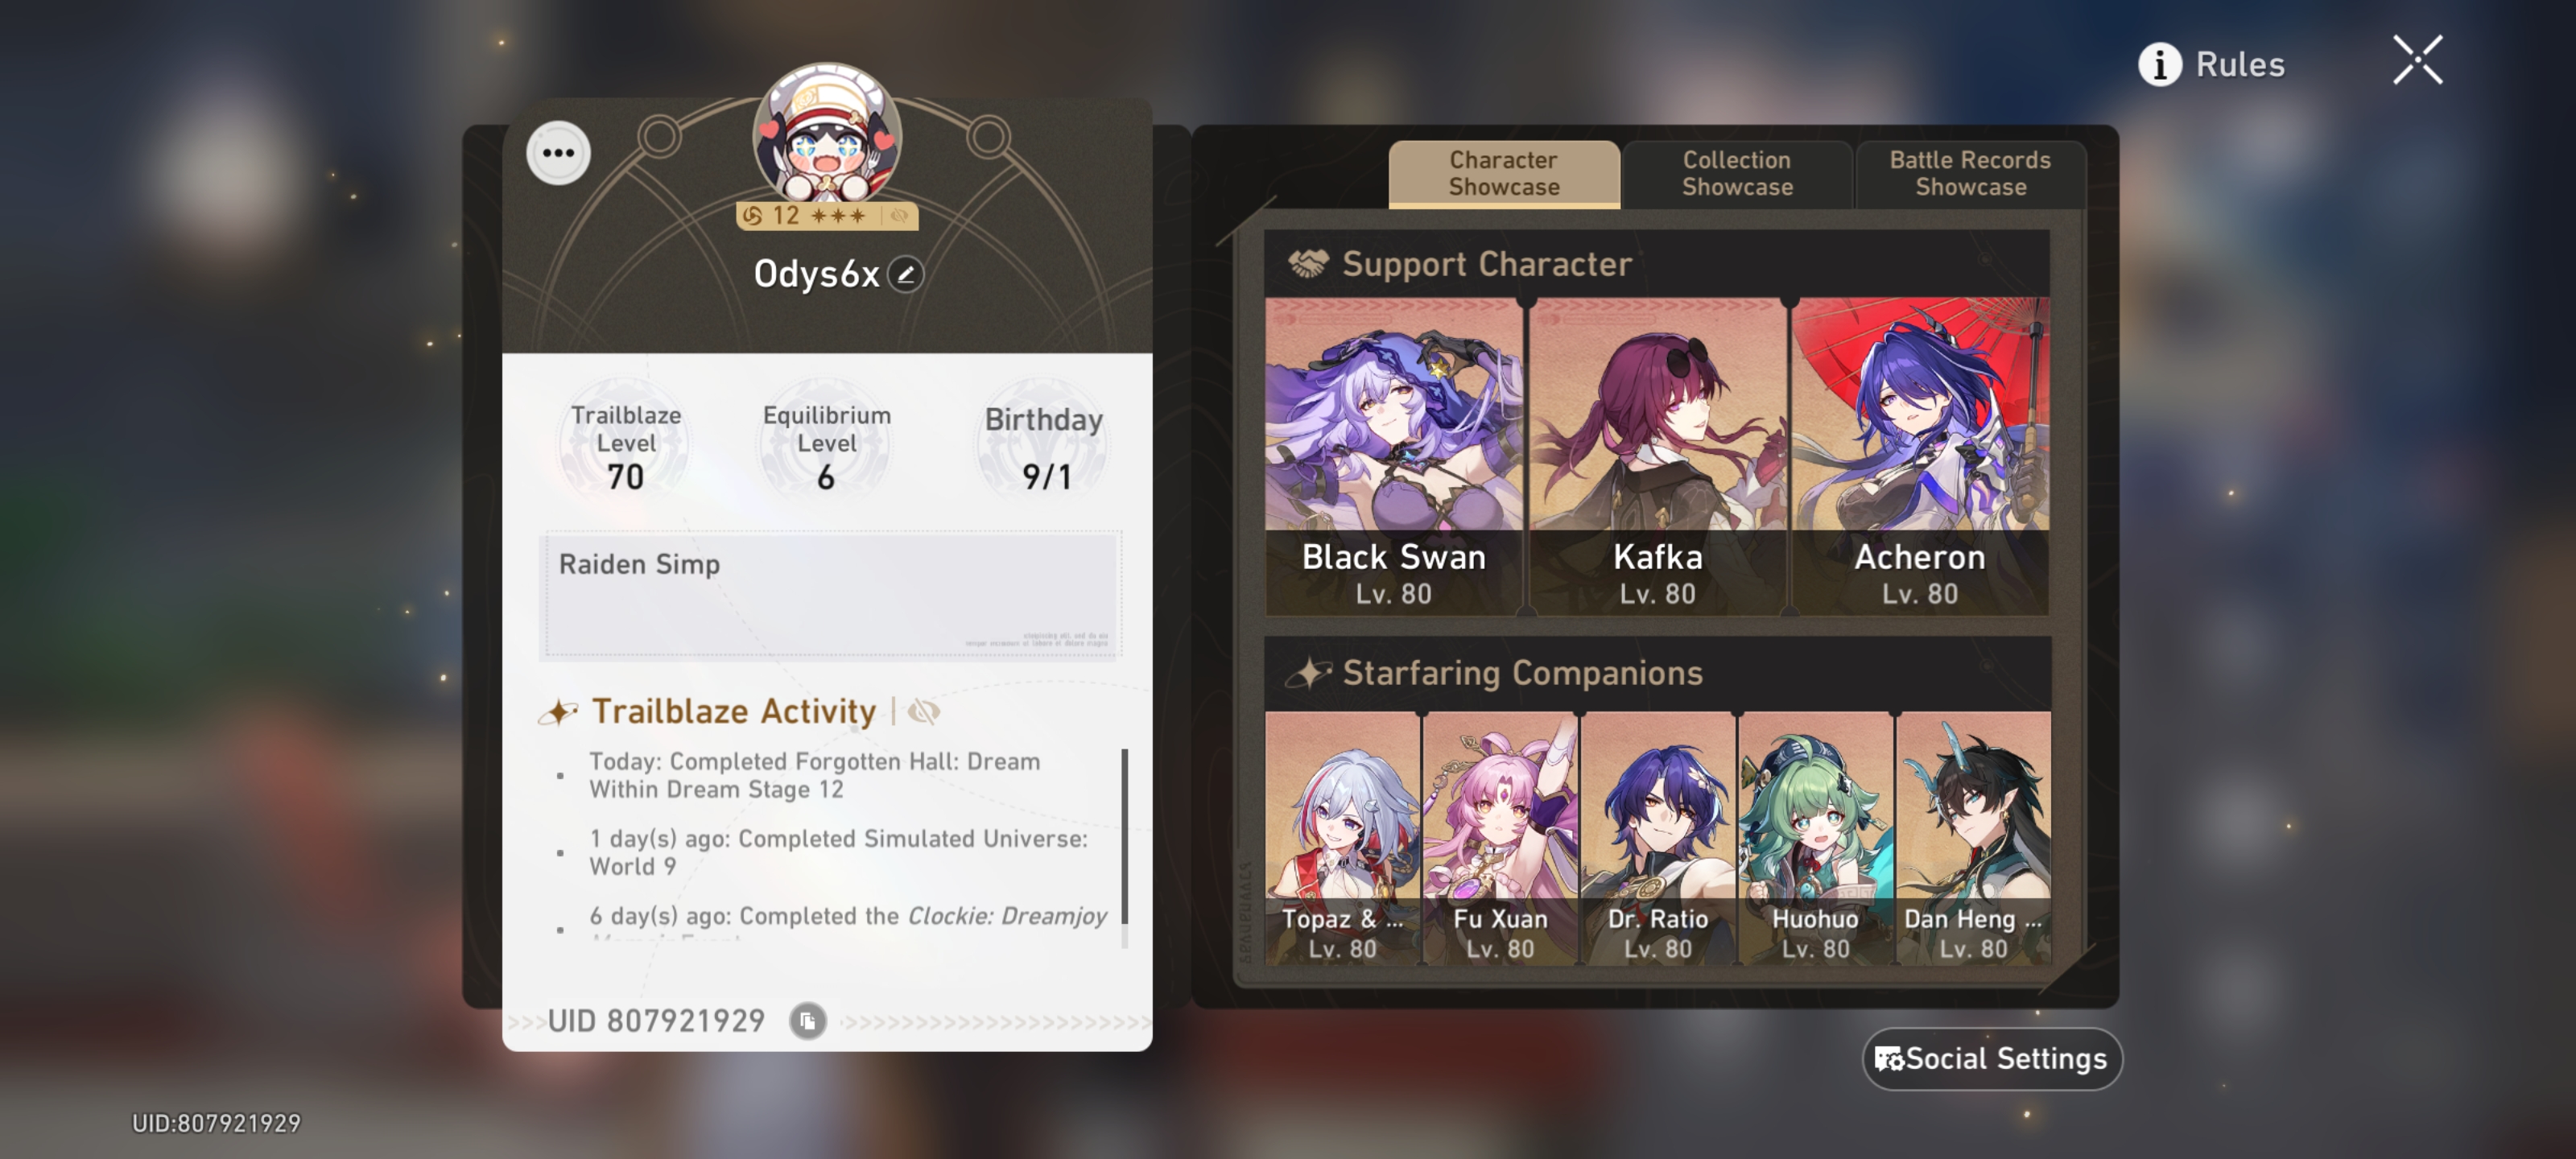 Rules
12
Odys6x
Trailblaze
Level
70
Equilibrium
Level
6
Birthday
9/1
Raiden Simp
Trailblaze Activity
Today: Completed Forgotten Hall: Dream
Within Dream Stage 12
1 day(s) ago: Completed Simulated Universe:
World 9
6 day(s) ago: Completed the Clockie: Dreamjoy
UID 807921929
Character
Showcase
Collection
Showcase
Battle Records
Showcase
Support Character
Black Swan
Lv. 80
Kafka
Lv. 80
Acheron
Lv. 80
Starfaring Companions
Topaz & ...
Lv. 80
Fu Xuan
Lv. 80
Dr. Ratio
Lv. 80
Huohuo
Lv. 80
Dan Heng ...
Lv. 80
Social Settings
UID:807921929